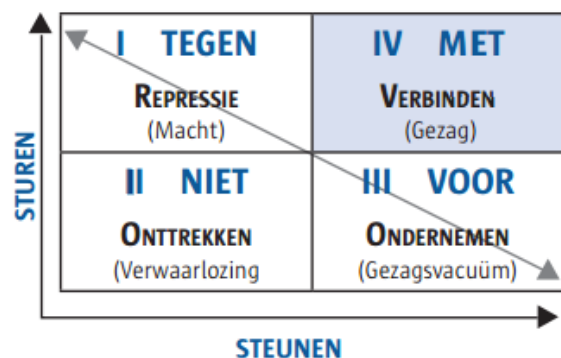 I TEGEN
REPRESSIE
(Macht)
IV MET
VERBINDEN
(Gezag)
II NIET
ONTTREKKEN
(Verwaarlozing
III VOOR
ONDERNEMEN
(Gezagsvacuüm)
STUREN
STEUNEN